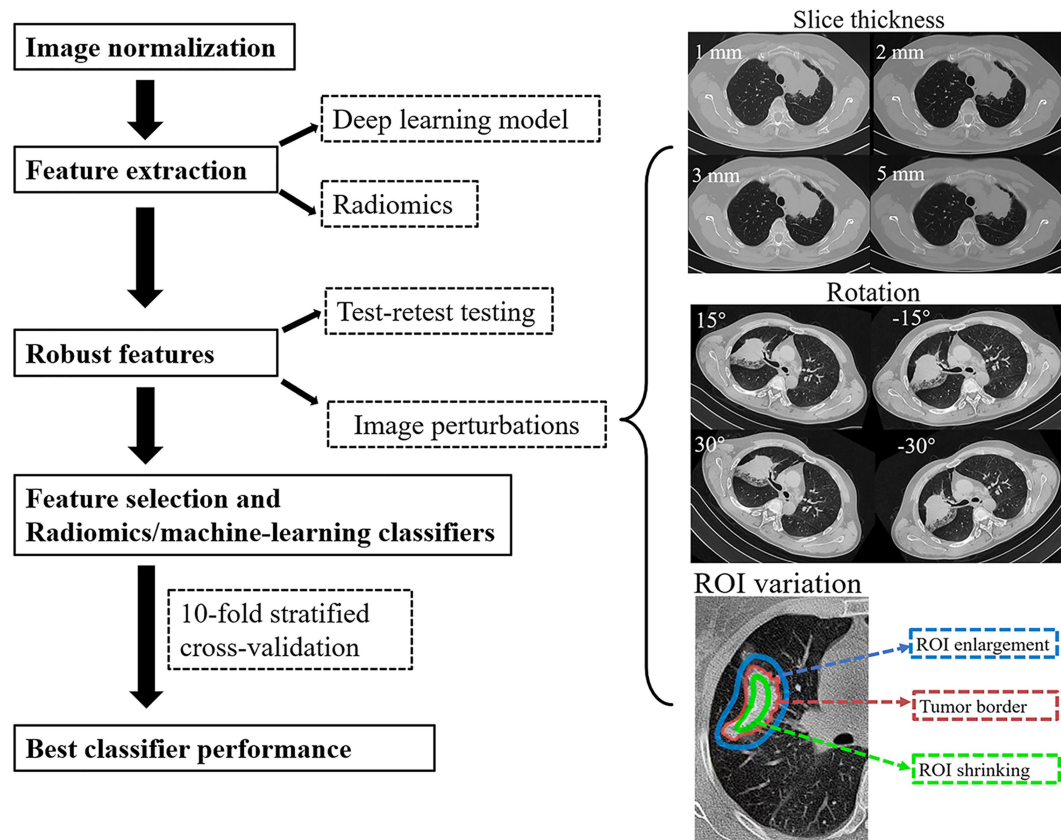 Image normalization
Deep learning model
Feature extraction
Radiomics
Test-retest testing
Robust features
Image perturbations
Feature selection and
Radiomics/machine-learning classifiers
10-fold stratified
cross-validation
Best classifier performance
Slice thickness
1 mm
2 mm
3 mm
5 mm
Rotation
15°
-15°
30°
-30°
ROI variation
ROI enlargement
Tumor border
ROI shrinking